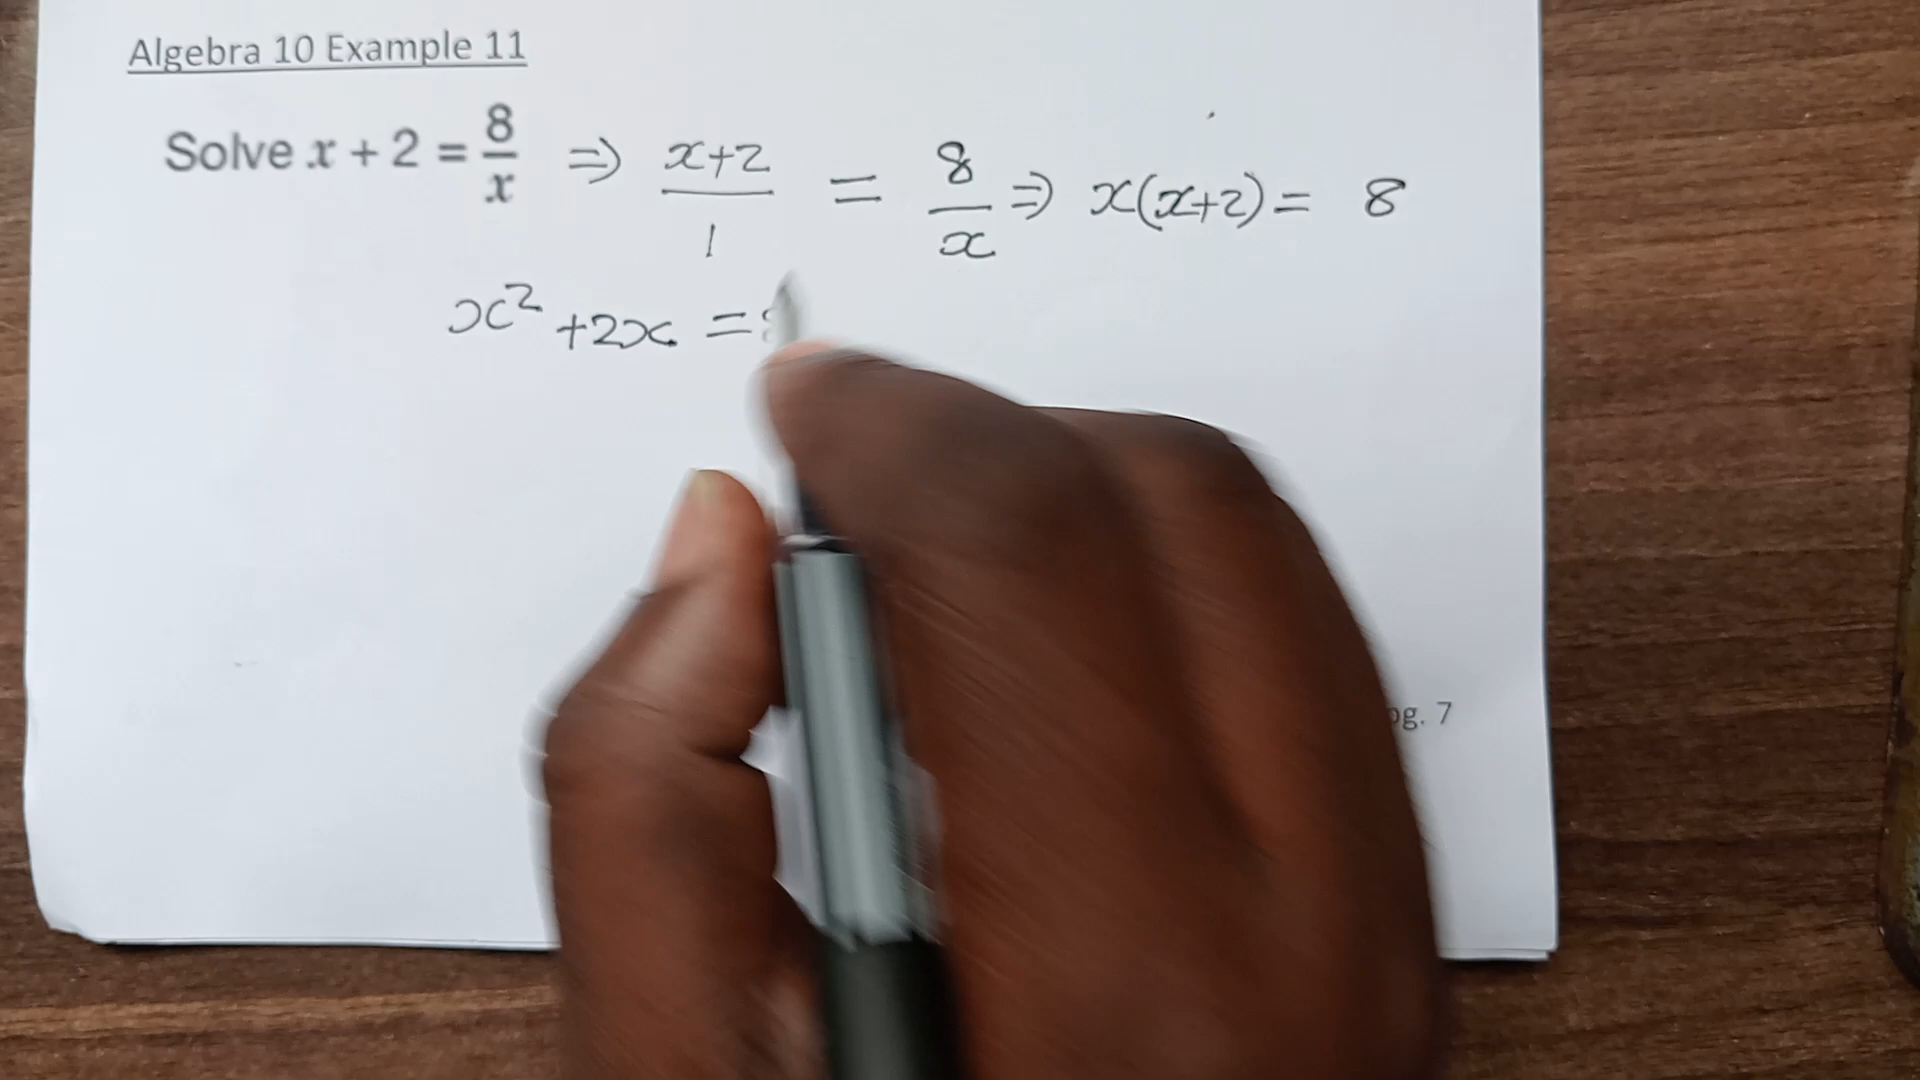 Algebra 10 Example 11
Solve x + 2 = 8/x ⇒ x+2/1 = 8/x ⇒ x(x+2) = 8
x² +2x =
pg. 7